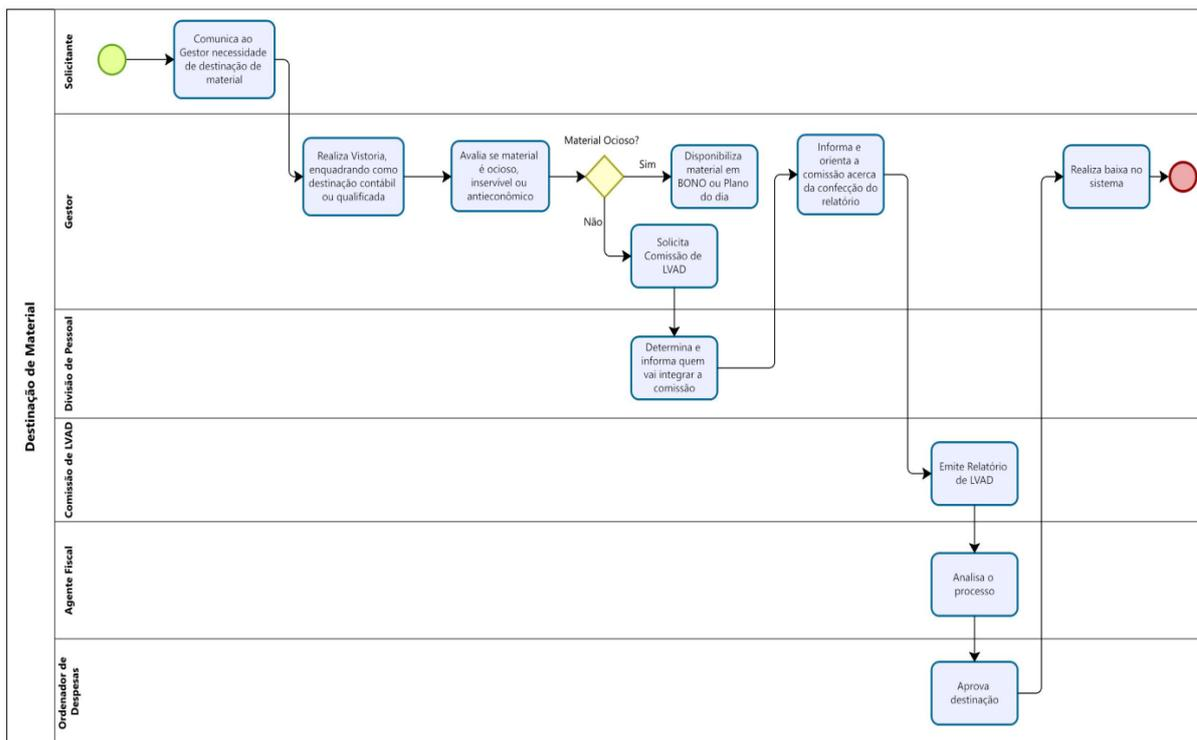 Destinação de Material
Solicitante
Comunica ao
Gestor necessidade
de destinação de
material
Gestor
Realiza Vistoria,
enquadrando como
destinação contábil
ou qualificada
Avalia se material
é ocioso,
inservível ou
antieconômico
Material Ocioso?
Sim
Não
Disponibiliza
material em
BONO ou Plano
do dia
Solicita
Comissão de
LVAD
Informa e
orienta a
comissão acerca
da confecção do
relatório
Realiza baixa no
sistema
Divisão de Pessoal
Determina e
informa quem
vai integrar a
comissão
Comissão de LVAD
Emite Relatório
de LVAD
Agente Fiscal
Analisa o
processo
Ordenador de
Despesas
Aprova
destinação